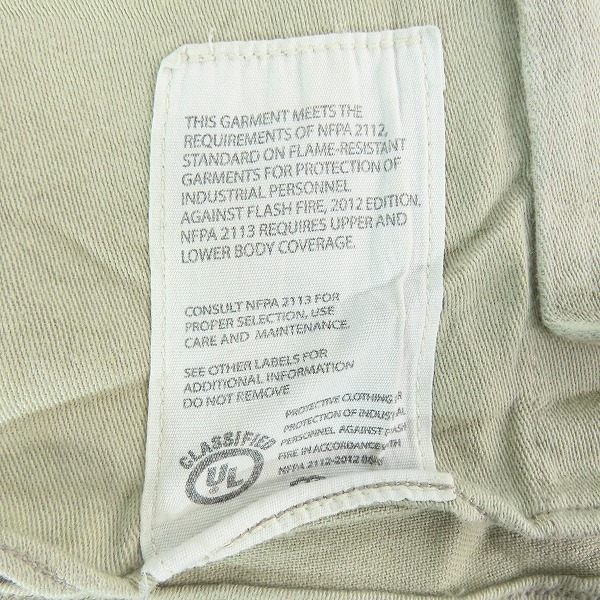 THIS GARMENT MEETS THE
REQUIREMENTS OF NFPA 2112,
STANDARD ON FLAME-RESISTANT
GARMENTS FOR PROTECTION OF
INDUSTRIAL PERSONNEL
AGAINST FLASH FIRE, 2012 EDITION.
NFPA 2113 REQUIRES UPPER AND
LOWER BODY COVERAGE.
CONSULT NFPA 2113 FOR
PROPER SELECTION, USE
CARE AND MAINTENANCE.
SEE OTHER LABELS FOR
ADDITIONAL INFORMATION
DO NOT REMOVE
CLASSIFIED
UL
PROTECTIVE CLOTHING
PROTECTION OF INDUSTRIAL
PERSONNEL AGAINST FLASH
FIRE IN ACCORDANCE WITH
NFPA 2112-2012